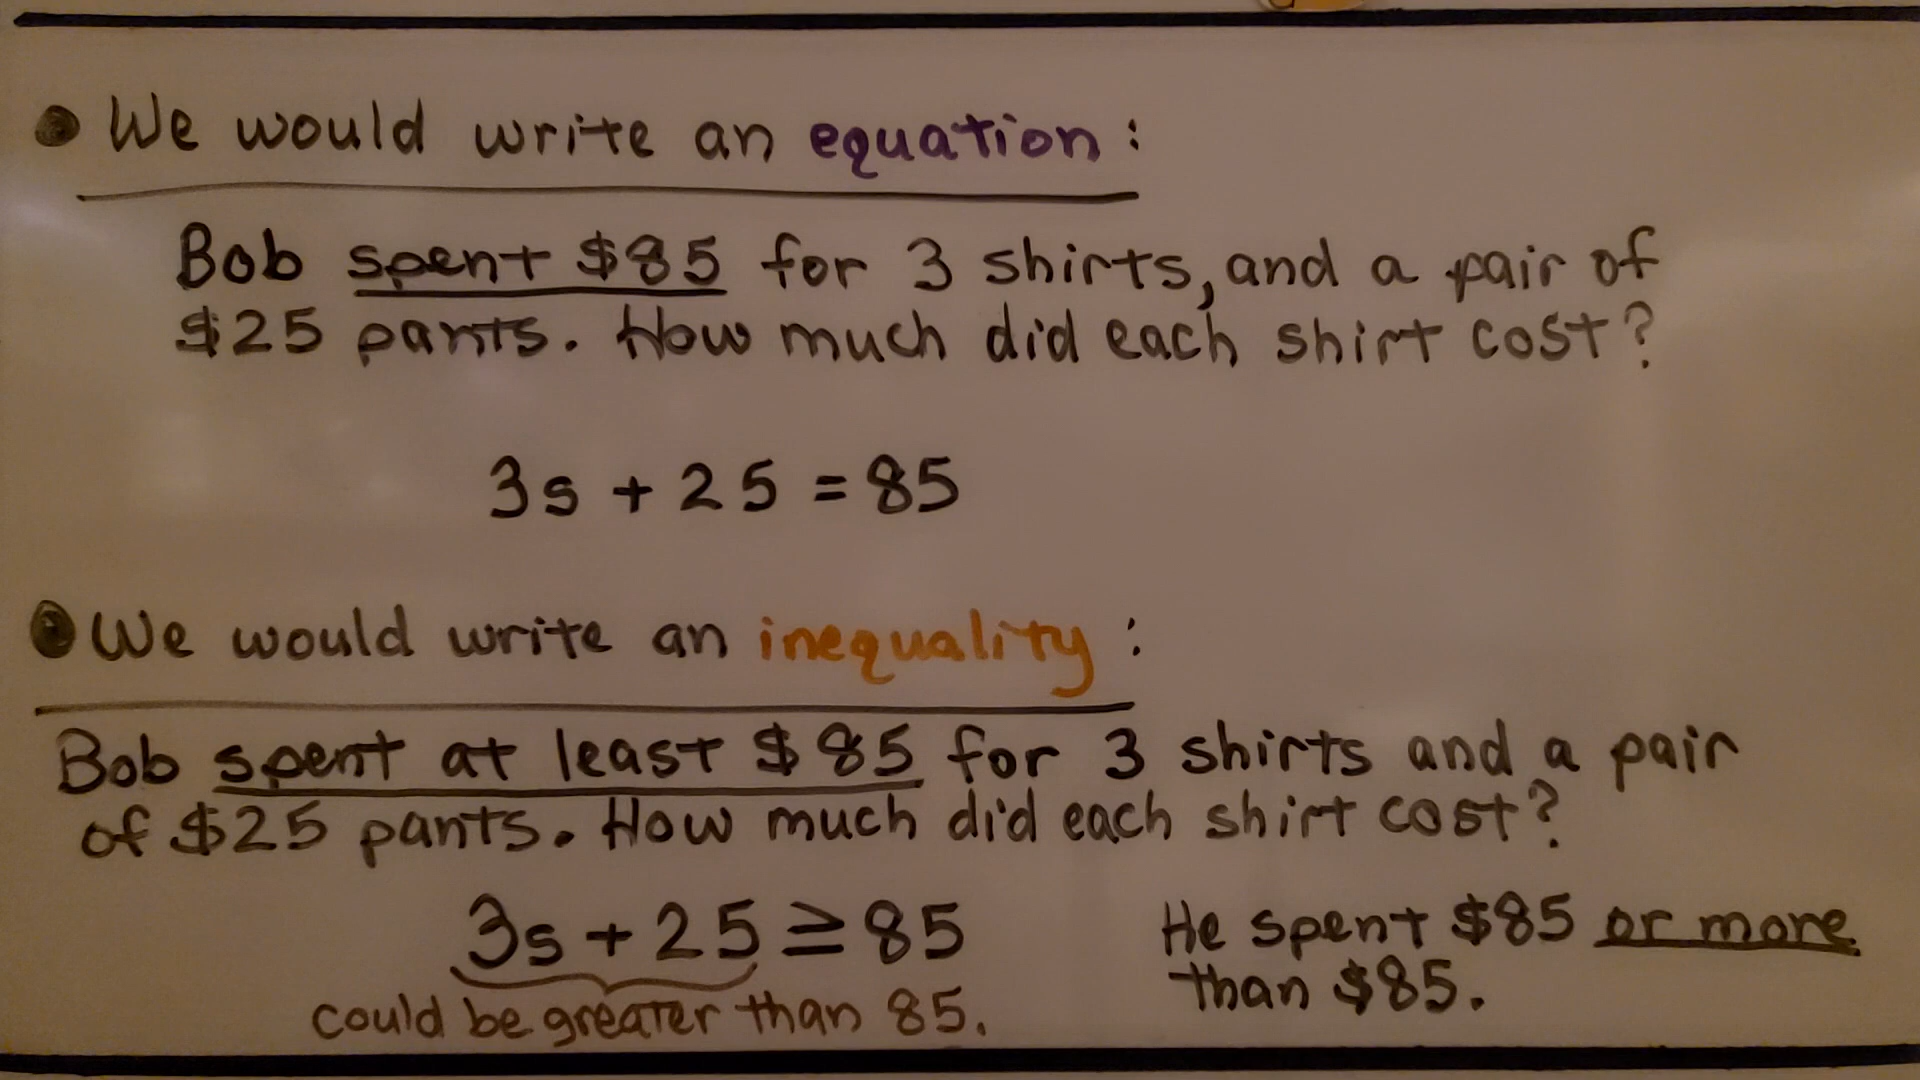 We would write an equation:
Bob spent $85 for 3 shirts, and a pair of
$25 pants. How much did each shirt cost?
3s + 25 = 85
We would write an inequality:
Bob spent at least $85 for 3 shirts and a pair
of $25 pants. How much did each shirt cost?
3s + 25 ≥ 85
could be greater than 85.
He spent $85 or more
than $85.